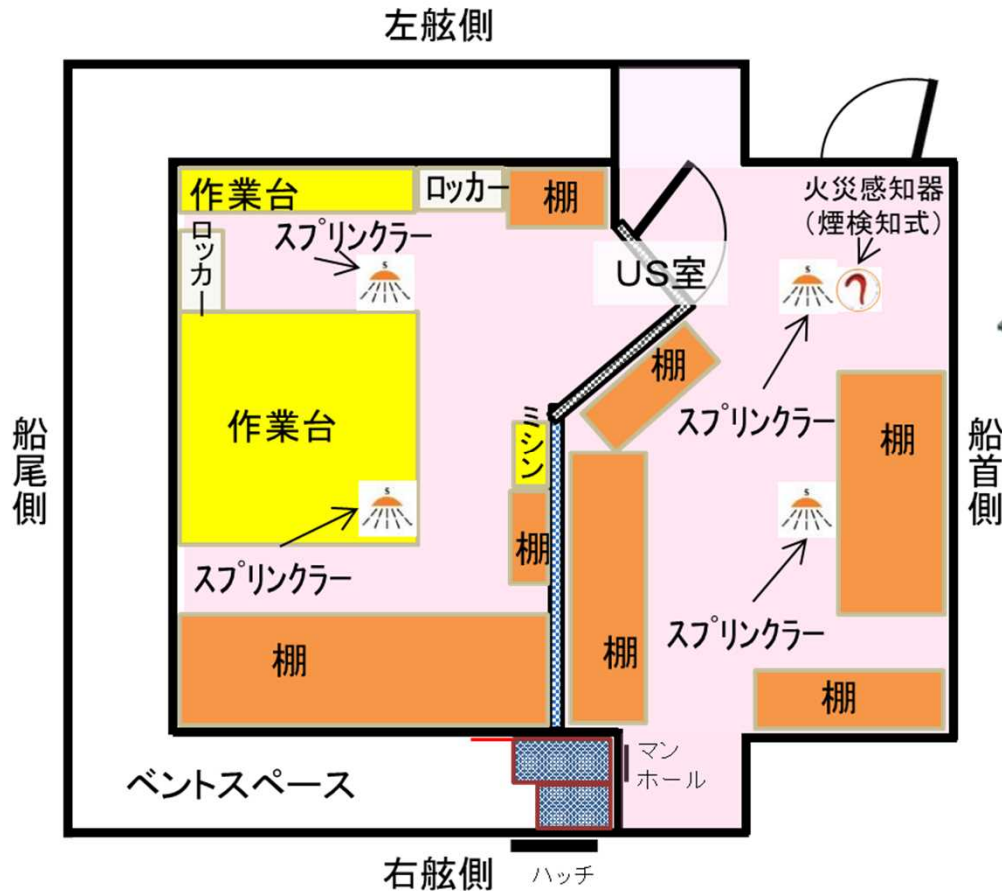 左舷側
作業台
ロッカー
棚
火災感知器
(煙検知式)
スプリンクラー
ロッカー
S
US室
S
作業台
棚
スプリンクラー
棚
船尾側
ミシン
船首側
S
S
棚
スプリンクラー
スプリンクラー
棚
棚
棚
マン
ホール
ベントスペース
右舷側
ハッチ